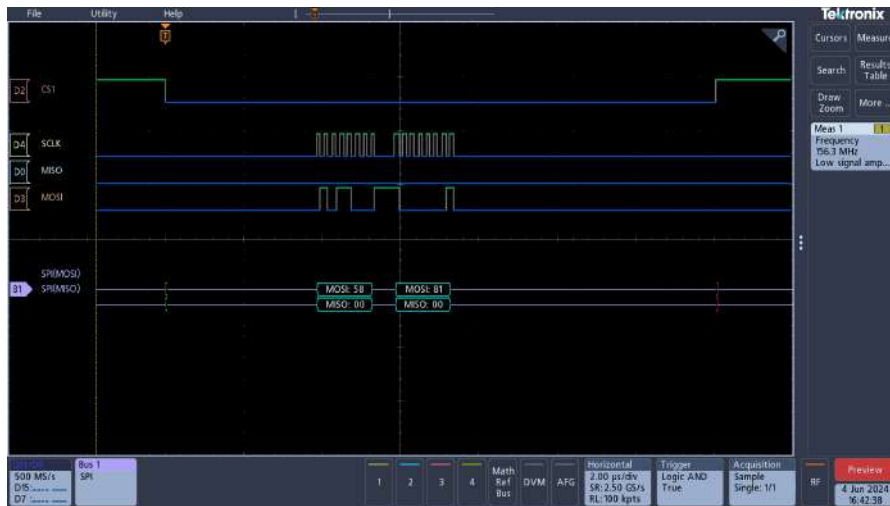 File Utility Help
Tektronix
Cursors Measure
Search Results Table
Draw Zoom More ...
Meas 1 1
Frequency
156.3 MHz
Low signal amp...
T
D2 CS1
D4 SCLK
D0 MISO
D3 MOSI
SPI(MOSI)
B1 SPI(MISO)
MOSI: 58 MOSI: 81
MISO: 00 MISO: 00
500 MS/s
D15:
D7 :
Bus 1
SPI
1 2 3 4
Math
Ref
Bus
DVM AFG
Horizontal
2.00 µs/div
SR: 2.50 GS/s
RL: 100 kpts
Trigger
Logic AND
True
Acquisition
Sample
Single: 1/1
RF
Preview
4 Jun 2024
16:42:38